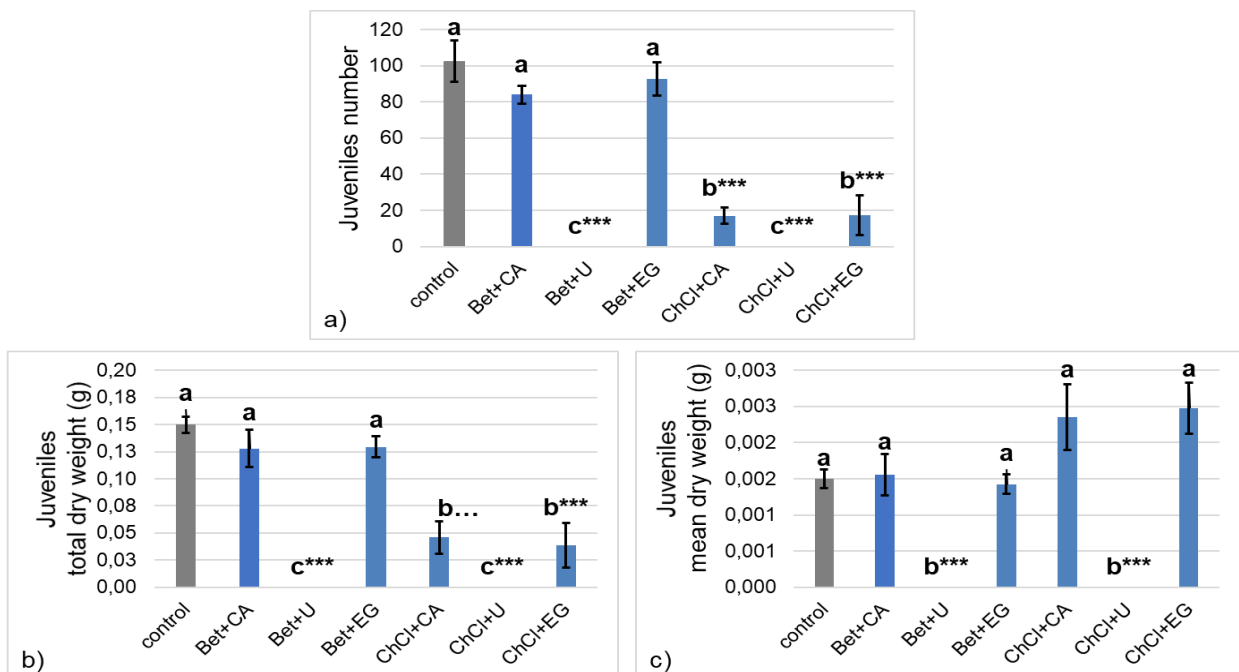 120
100
80
60
40
20
0
Juveniles number
a
a
c***
a
b***
c***
b***
control
Bet+CA
Bet+U
Bet+EG
ChCl+CA
ChCl+U
ChCl+EG
a)
0,20
0,18
0,15
0,13
0,10
0,08
0,05
0,03
0,00
Juveniles
total dry weight (g)
a
a
c***
a
b...
c***
b***
control
Bet+CA
Bet+U
Bet+EG
ChCl+CA
ChCl+U
ChCl+EG
b)
0,003
0,003
0,002
0,002
0,001
0,001
0,000
Juveniles
mean dry weight (g)
a
a
b***
a
a
b***
a
control
Bet+CA
Bet+U
Bet+EG
ChCl+CA
ChCl+U
ChCl+EG
c)